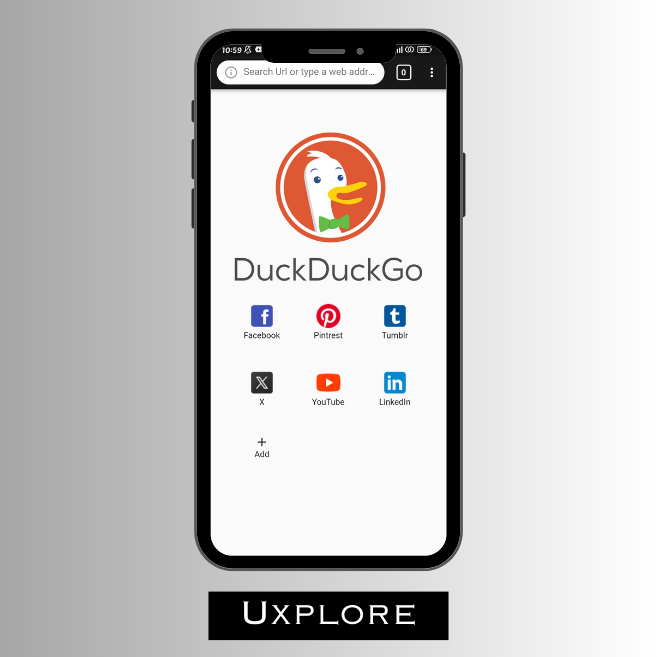 10:59
Search Url or type a web addr...
0
DuckDuckGo
Facebook Pintrest Tumblr
X YouTube LinkedIn
+
Add
UXPLORE